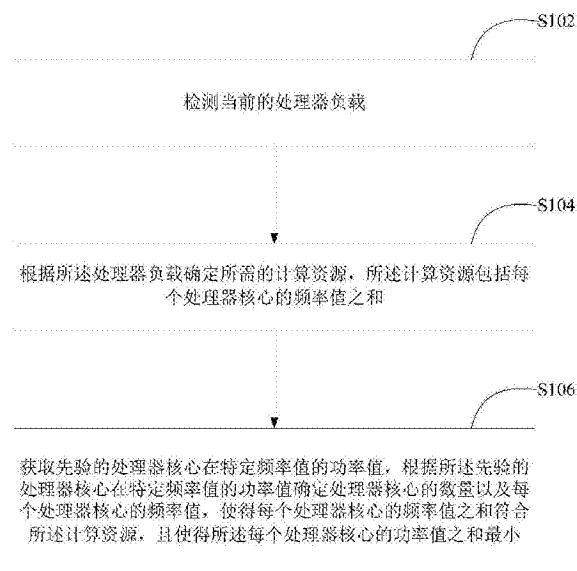 S102
检测当前的处理器负载
S104
根据所述处理器负载确定所需的计算资源，所述计算资源包括每
个处理器核心的频率值之和
S106
获取先验的处理器核心在特定频率值的功率值，根据所述先验的
处理器核心在特定频率值的功率值确定处理器核心的数量以及每
个处理器核心的频率值，使得每个处理器核心的频率值之和符合
所述计算资源，且使得所述每个处理器核心的功率值之和最小